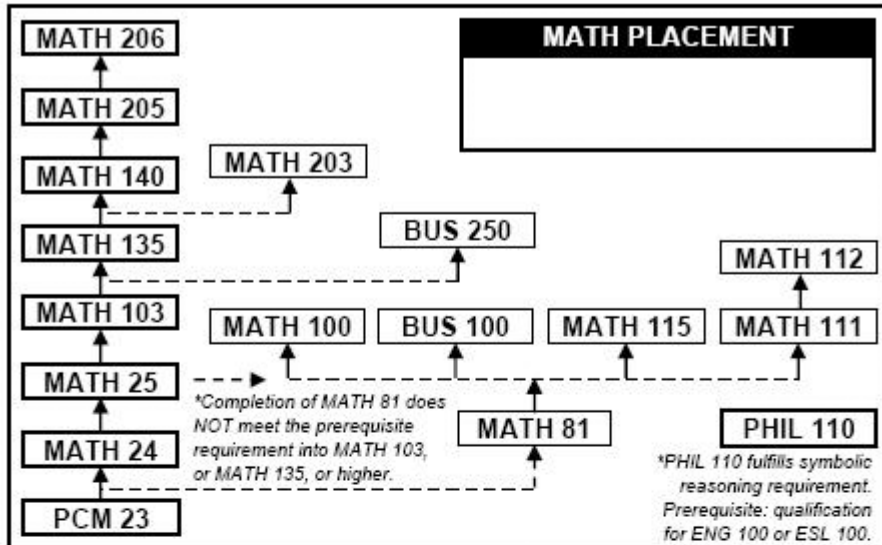 MATH 206
MATH PLACEMENT
MATH 205
MATH 140
MATH 203
MATH 135
BUS 250
MATH 112
MATH 103
MATH 100
BUS 100
MATH 115
MATH 111
MATH 25
*Completion of MATH 81 does
NOT meet the prerequisite
requirement into MATH 103,
or MATH 135, or higher.
MATH 24
MATH 81
PHIL 110
*PHIL 110 fulfills symbolic
reasoning requirement.
Prerequisite: qualification
for ENG 100 or ESL 100.
PCM 23